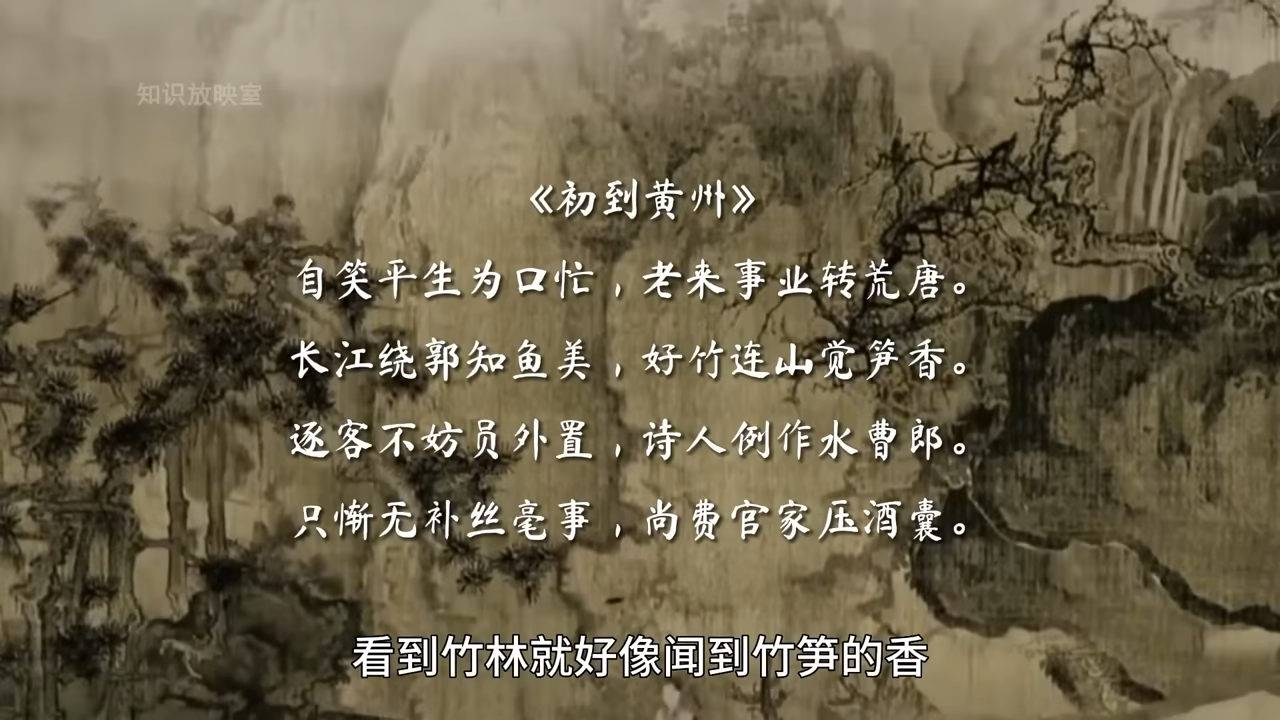 知识放映室
《初到黄州》
自笑平生为口忙，老来事业转荒唐。
长江绕郭知鱼美，好竹连山觉笋香。
逐客不妨员外置，诗人例作水曹郎。
只惭无补丝毫事，尚费官家压酒囊。
看到竹林就好像闻到竹笋的香